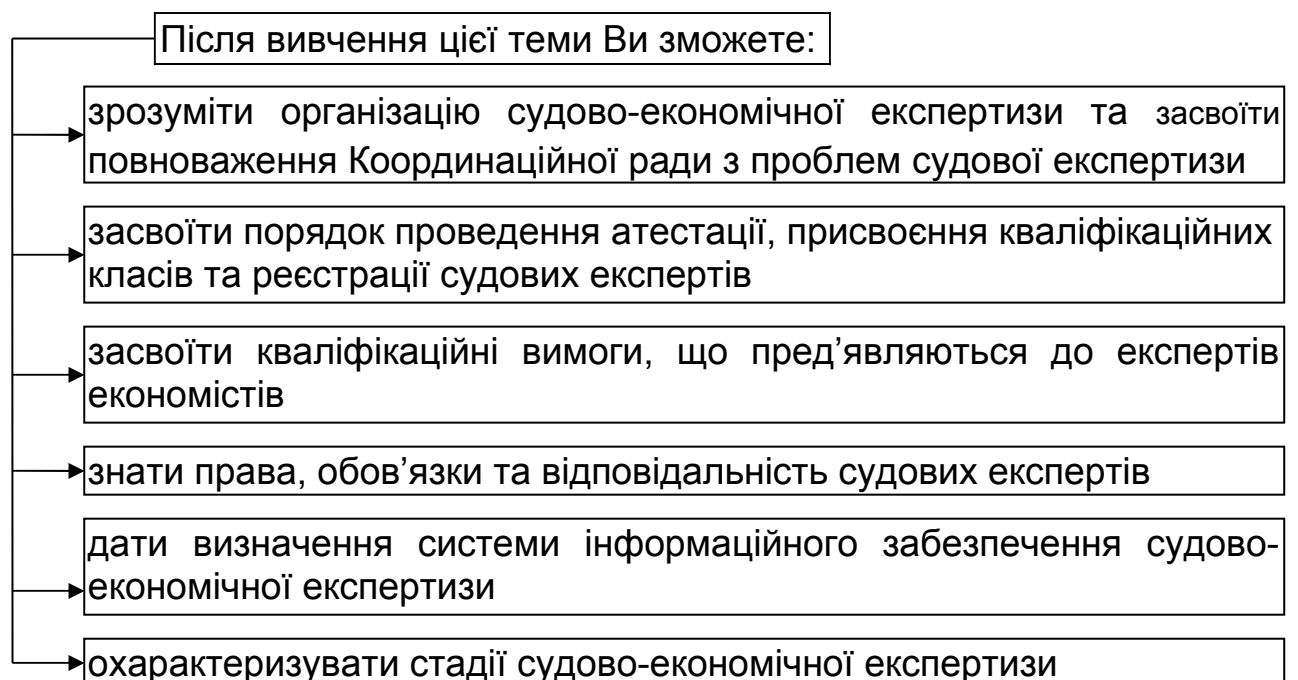 Після вивчення цієї теми Ви зможете:
зрозуміти організацію судово-економічної експертизи та засвоїти
повноваження Координаційної ради з проблем судової експертизи
засвоїти порядок проведення атестації, присвоєння кваліфікаційних
класів та реєстрації судових експертів
засвоїти кваліфікаційні вимоги, що пред’являються до експертів
економістів
знати права, обов’язки та відповідальність судових експертів
дати визначення системи інформаційного забезпечення судово-
економічної експертизи
охарактеризувати стадії судово-економічної експертизи